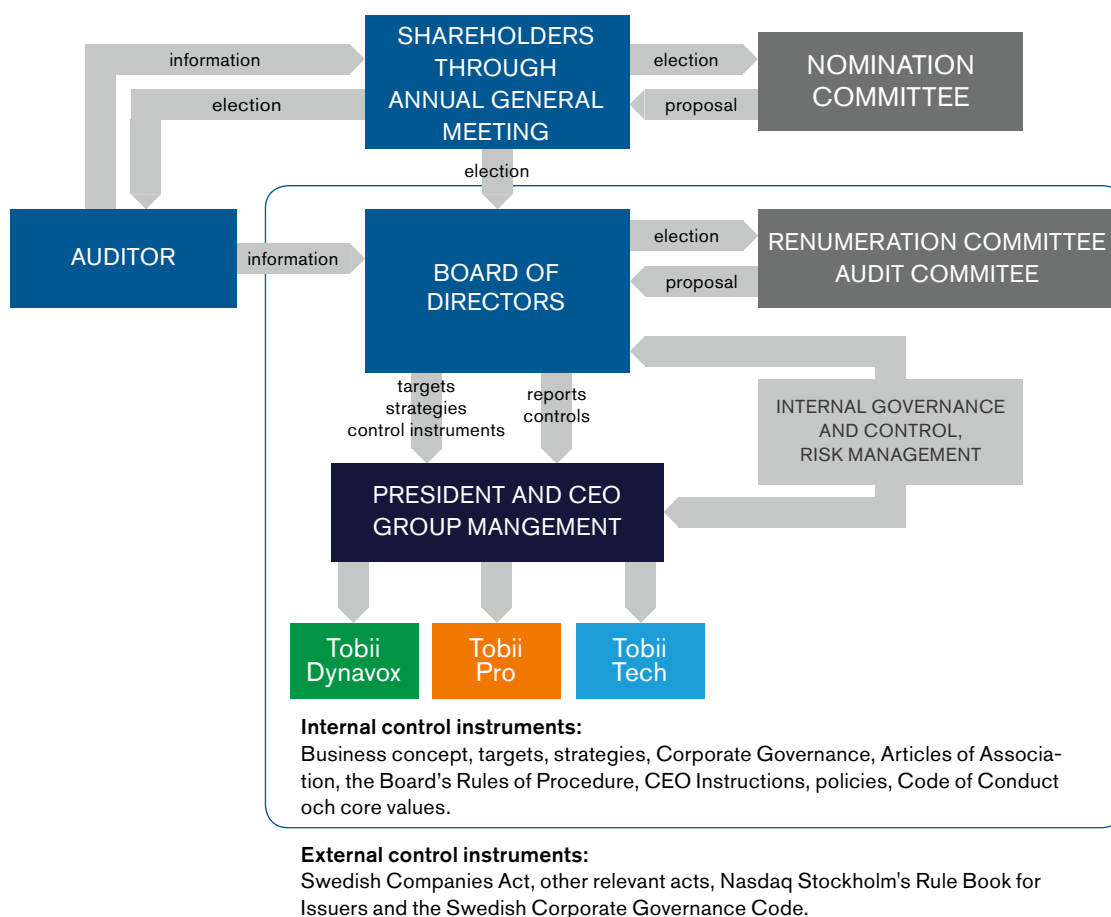 SHAREHOLDERS
THROUGH
ANNUAL GENERAL
MEETING
information
election
election
proposal
NOMINATION
COMMITTEE
election
AUDITOR
information
BOARD OF
DIRECTORS
election
proposal
RENUMERATION COMMITTEE
AUDIT COMMITEE
targets
strategies
control instruments
reports
controls
INTERNAL GOVERNANCE
AND CONTROL,
RISK MANAGEMENT
PRESIDENT AND CEO
GROUP MANGEMENT
Tobii
Dynavox
Tobii
Pro
Tobii
Tech
Internal control instruments:
Business concept, targets, strategies, Corporate Governance, Articles of Associa-
tion, the Board’s Rules of Procedure, CEO Instructions, policies, Code of Conduct
och core values.
External control instruments:
Swedish Companies Act, other relevant acts, Nasdaq Stockholm's Rule Book for
Issuers and the Swedish Corporate Governance Code.